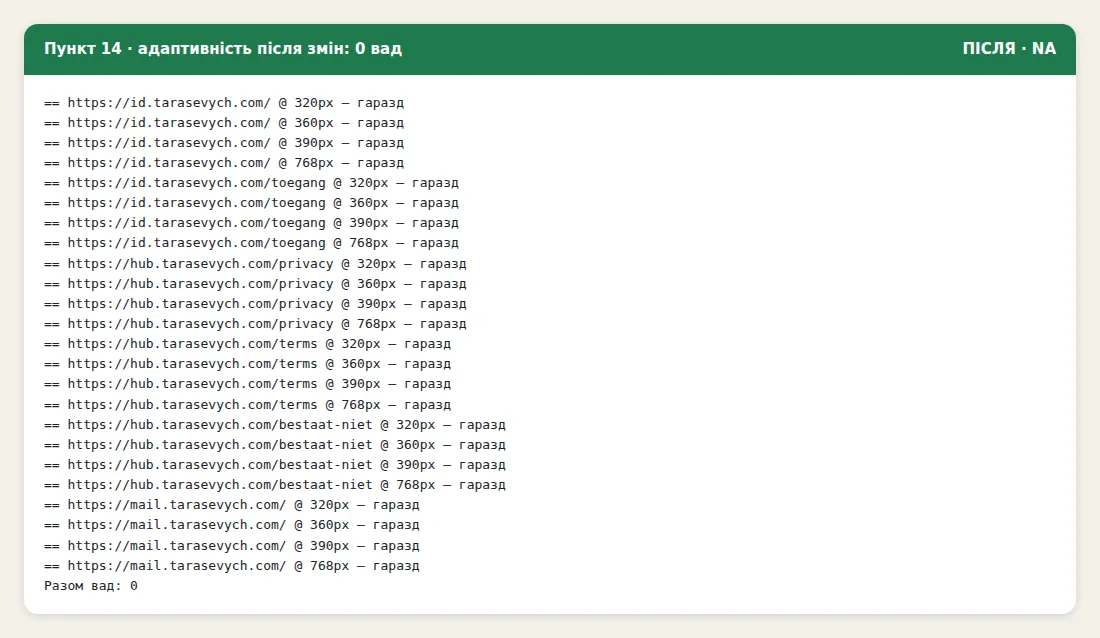 Пункт 14 · адаптивність після змін: 0 вад
ПІСЛЯ · NA
== https://id.tarasevych.com/ @ 320px — гаразд
== https://id.tarasevych.com/ @ 360px — гаразд
== https://id.tarasevych.com/ @ 390px — гаразд
== https://id.tarasevych.com/ @ 768px — гаразд
== https://id.tarasevych.com/toegang @ 320px — гаразд
== https://id.tarasevych.com/toegang @ 360px — гаразд
== https://id.tarasevych.com/toegang @ 390px — гаразд
== https://id.tarasevych.com/toegang @ 768px — гаразд
== https://hub.tarasevych.com/privacy @ 320px — гаразд
== https://hub.tarasevych.com/privacy @ 360px — гаразд
== https://hub.tarasevych.com/privacy @ 390px — гаразд
== https://hub.tarasevych.com/privacy @ 768px — гаразд
== https://hub.tarasevych.com/terms @ 320px — гаразд
== https://hub.tarasevych.com/terms @ 360px — гаразд
== https://hub.tarasevych.com/terms @ 390px — гаразд
== https://hub.tarasevych.com/terms @ 768px — гаразд
== https://hub.tarasevych.com/bestaat-niet @ 320px — гаразд
== https://hub.tarasevych.com/bestaat-niet @ 360px — гаразд
== https://hub.tarasevych.com/bestaat-niet @ 390px — гаразд
== https://hub.tarasevych.com/bestaat-niet @ 768px — гаразд
== https://mail.tarasevych.com/ @ 320px — гаразд
== https://mail.tarasevych.com/ @ 360px — гаразд
== https://mail.tarasevych.com/ @ 390px — гаразд
== https://mail.tarasevych.com/ @ 768px — гаразд
Разом вад: 0